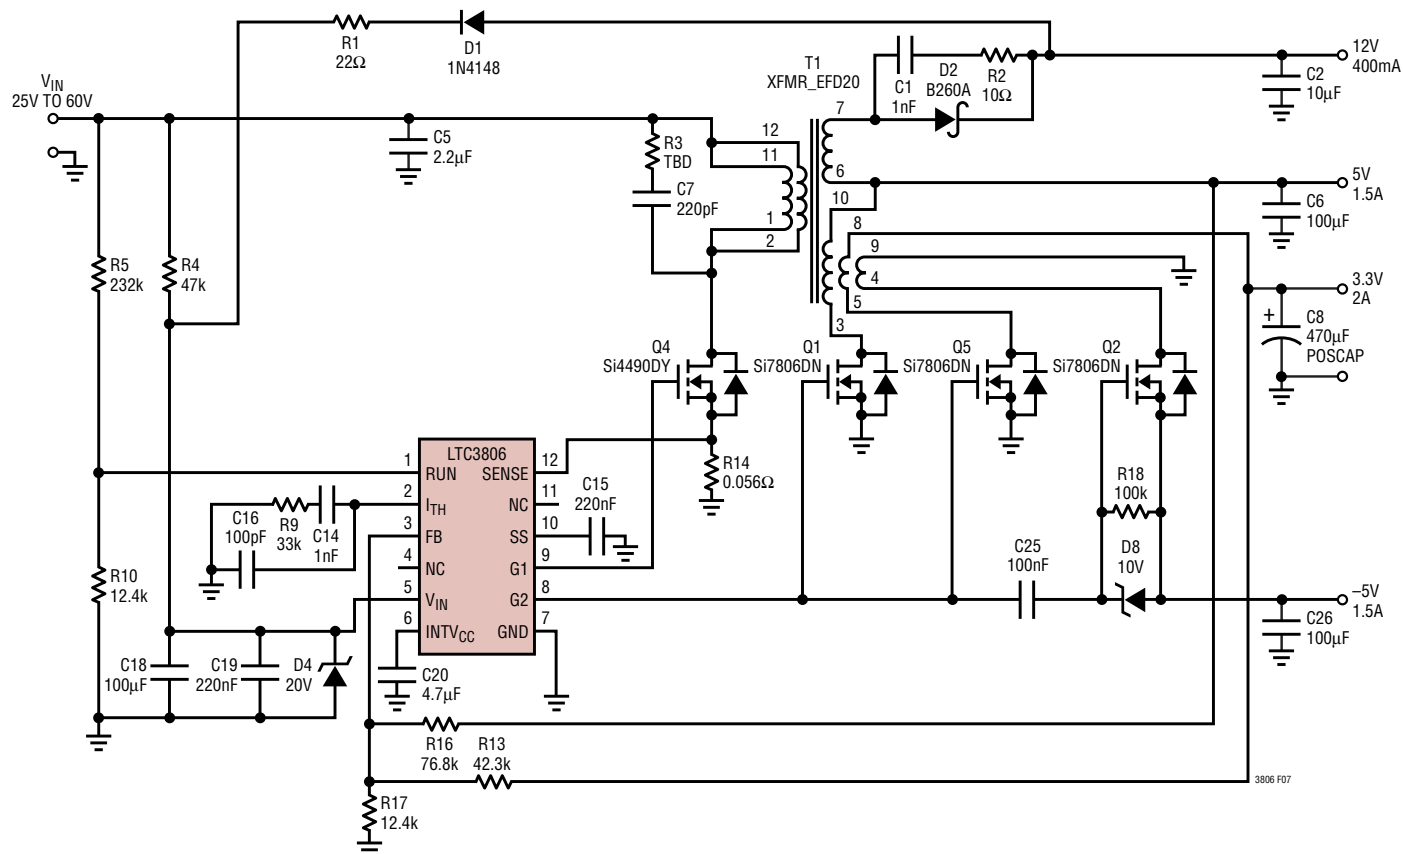 R1
22Ω
D1
1N4148
T1
XFMR_EFD20
C1
1nF
D2
B260A
R2
10Ω
12V
400mA
C2
10μF
VIN
25V TO 60V
C5
2.2μF
R3
TBD
C7
220pF
12
11
1
2
7
6
10
8
9
4
5
3
5V
1.5A
C6
100μF
R5
232k
R4
47k
3.3V
2A
+
C8
470μF
POSCAP
Q4
Si4490DY
Q1
Si7806DN
Q5
Si7806DN
Q2
Si7806DN
LTC3806
1
RUN
2
ITH
3
FB
4
NC
5
VIN
6
INTVCC
SENSE
12
NC
11
SS
10
G1
9
G2
8
GND
7
R14
0.056Ω
C15
220nF
C16
100pF
R9
33k
C14
1nF
R18
100k
C25
100nF
D8
10V
R10
12.4k
–5V
1.5A
C26
100μF
C18
100μF
C19
220nF
D4
20V
C20
4.7μF
R16
76.8k
R13
42.3k
R17
12.4k
3806 F07